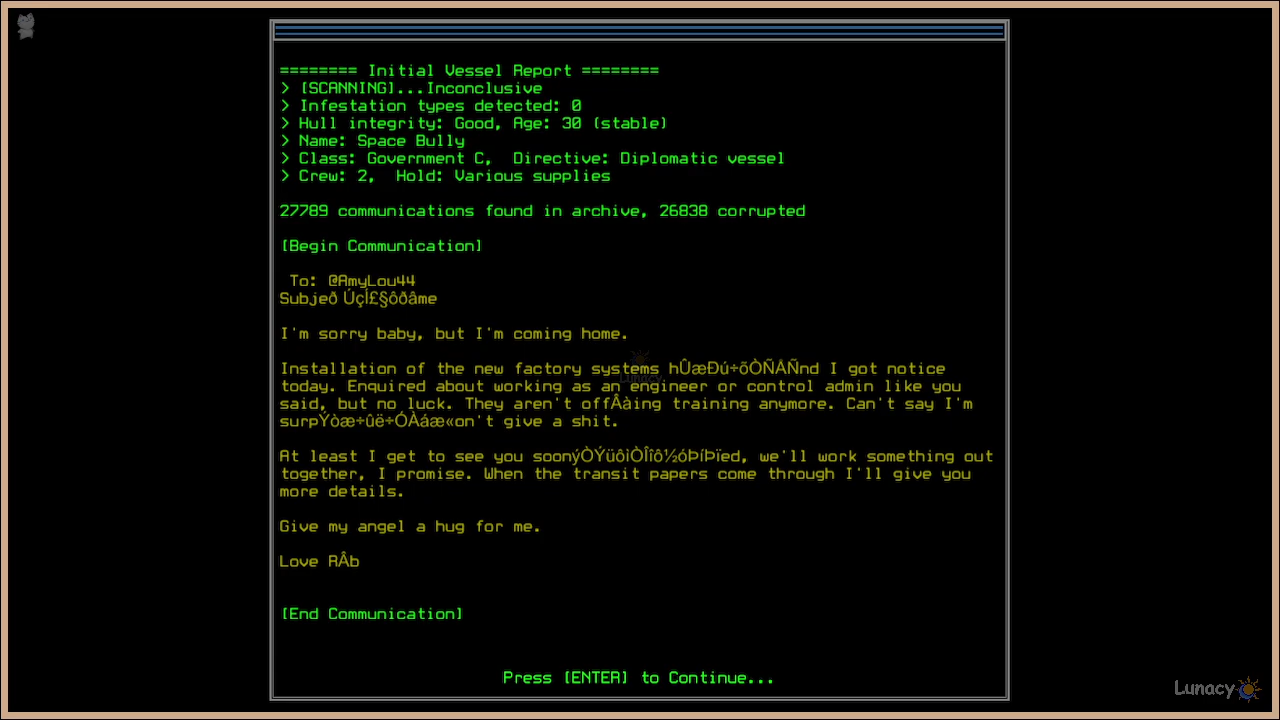 ======== Initial Vessel Report ========
> [SCANNING]...Inconclusive
> Infestation types detected: 0
> Hull integrity: Good, Age: 30 (stable)
> Name: Space Bully
> Class: Government C,  Directive: Diplomatic vessel
> Crew: 2,  Hold: Various supplies
27789 communications found in archive, 26838 corrupted
[Begin Communication]
To: @AmyLou44
Subjeð ÚçÍ£§ôðâme
I'm sorry baby, but I'm coming home.
Installation of the new factory systems hÛæÐú÷õÒÑÅÑnd I got notice
today. Enquired about working as an engineer or control admin like you
said, but no luck. They aren't offÂàing training anymore. Can't say I'm
surpÝòæ÷ûë÷ÓÀáæ«on't give a shit.
At least I get to see you soonýÒÝüôìÒÎîô½óÞíÞïed, we'll work something out
together, I promise. When the transit papers come through I'll give you
more details.
Give my angel a hug for me.
Love RÂb
[End Communication]
Press [ENTER] to Continue...
Lunacy